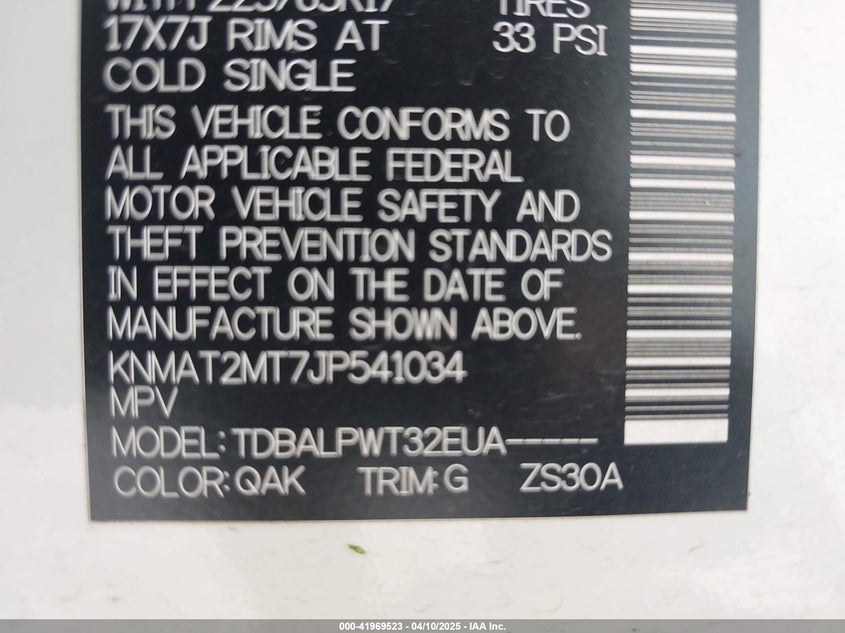 TIRES
17X7J RIMS AT 33 PSI
COLD SINGLE
THIS VEHICLE CONFORMS TO
ALL APPLICABLE FEDERAL
MOTOR VEHICLE SAFETY AND
THEFT PREVENTION STANDARDS
IN EFFECT ON THE DATE OF
MANUFACTURE SHOWN ABOVE.
KNMAT2MT7JP541034
MPV
MODEL: TDBALPWT32EUA-----
COLOR: QAK TRIM: G ZS30A
000-41969523 - 04/10/2025 - IAA Inc.